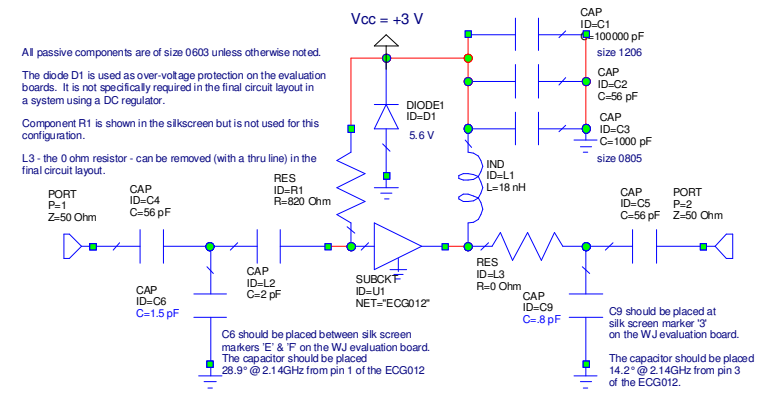 Vcc = +3 V
CAP
ID=C1
C=100000 pF
size 1206
All passive components are of size 0603 unless otherwise noted.
The diode D1 is used as over-voltage protection on the evaluation
boards. It is not specifically required in the final circuit layout in
a system using a DC regulator.
Component R1 is shown in the silkscreen but is not used for this
configuration.
L3 - the 0 ohm resistor - can be removed (with a thru line) in the
final circuit layout.
CAP
ID=C2
C=56 pF
DIODE1
ID=D1
5.6 V
CAP
ID=C3
C=1000 pF
size 0805
IND
ID=L1
L=18 nH
RES
ID=R1
R=820 Ohm
PORT
P=1
Z=50 Ohm
CAP
ID=C4
C=56 pF
CAP
ID=C5
C=56 pF
PORT
P=2
Z=50 Ohm
CAP
ID=C6
C=1.5 pF
CAP
ID=L2
C=2 pF
SUBCKT
ID=U1
NET="ECG012"
RES
ID=L3
R=0 Ohm
CAP
ID=C9
C=.8 pF
C6 should be placed between silk screen
markers 'E' & 'F' on the WJ evaluation board.
The capacitor should be placed
28.9° @ 2.14GHz from pin 1 of the ECG012
C9 should be placed at
silk screen marker '3'
on the WJ evaluation board.
The capacitor should be placed
14.2° @ 2.14GHz from pin 3
of the ECG012.